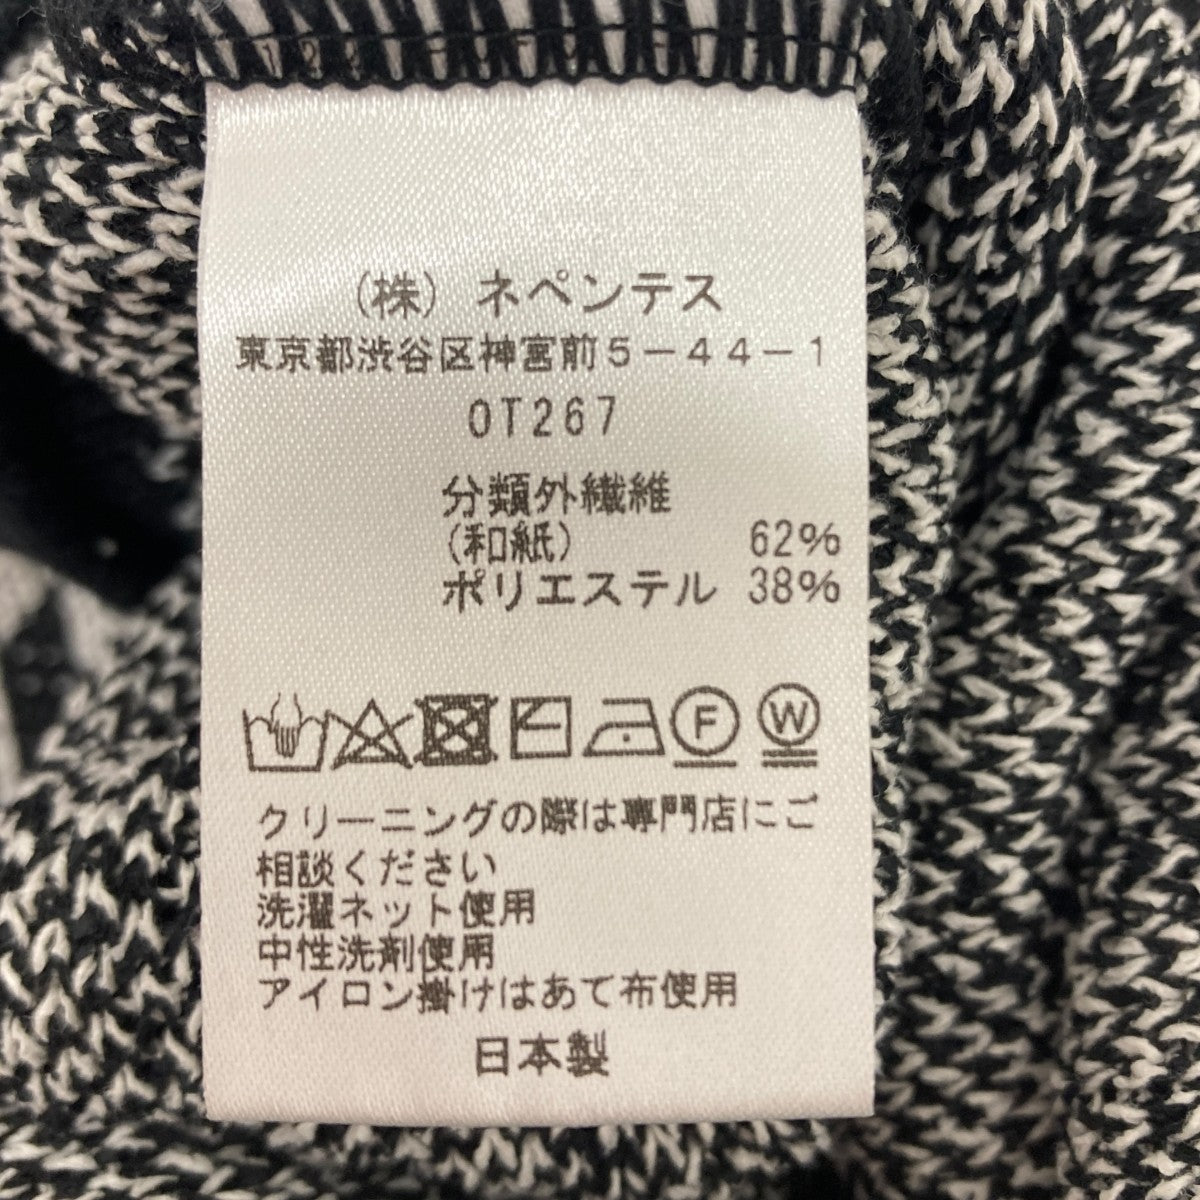 (株) ネペンテス
東京都渋谷区神宮前5-44-1
OT267
分類外繊維
(和紙) 62%
ポリエステル 38%
F W
クリーニングの際は専門店にご
相談ください
洗濯ネット使用
中性洗剤使用
アイロン掛けはあて布使用
日本製